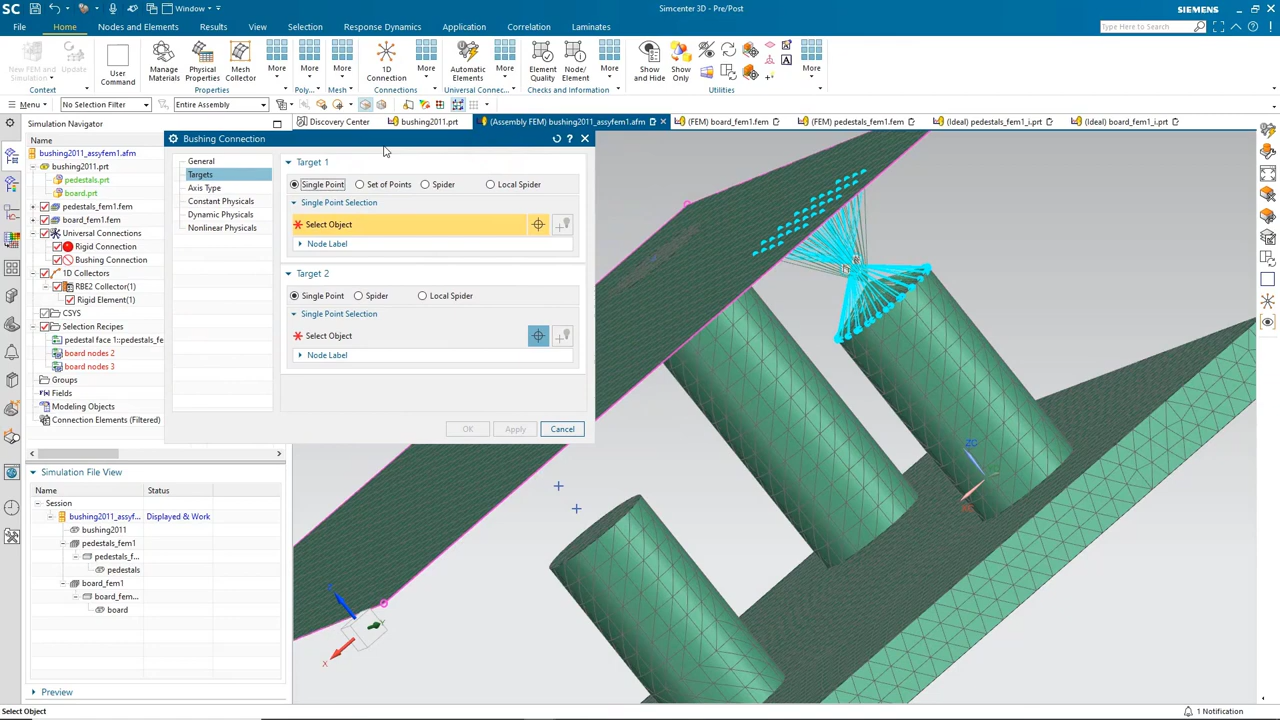 SC
Window
Simcenter 3D - Pre/Post
SIEMENS
File
Home
Nodes and Elements
Results
View
Selection
Response Dynamics
Application
Correlation
Laminates
Type Here to Search
New FEM and Simulation
Update
User Command
Manage Materials
Physical Properties
Mesh Collector
More
More
More
1D Connection
More
Automatic Elements
More
Element Quality
Node/Element
More
Show and Hide
Show Only
More
Context
Properties
Poly...
Mesh
Connections
Universal Connec...
Checks and Information
Utilities
Menu
No Selection Filter
Entire Assembly
Simulation Navigator
Discovery Center
bushing2011.prt
(Assembly FEM) bushing2011_assyfem1.afm
(FEM) board_fem1.fem
(FEM) pedestals_fem1.fem
(Ideal) pedestals_fem1_i.prt
(Ideal) board_fem1_i.prt
Name
bushing2011_assyfem1.afm
bushing2011.prt
pedestals.prt
board.prt
pedestals_fem1.fem
board_fem1.fem
Universal Connections
Rigid Connection
Bushing Connection
1D Collectors
RBE2 Collector(1)
Rigid Element(1)
CSYS
Selection Recipes
pedestal face 1::pedestals_fe
board nodes 2
board nodes 3
Groups
Fields
Modeling Objects
Connection Elements (Filtered)
Bushing Connection
General
Targets
Axis Type
Constant Physicals
Dynamic Physicals
Nonlinear Physicals
Target 1
Single Point
Set of Points
Spider
Local Spider
Single Point Selection
Select Object
Node Label
Target 2
Single Point
Spider
Local Spider
Single Point Selection
Select Object
Node Label
OK
Apply
Cancel
Simulation File View
Name
Status
Session
bushing2011_assyf...
Displayed & Work
bushing2011
pedestals_fem1
pedestals_f...
pedestals
board_fem1
board_fem...
board
Preview
ZC
X
Y
Select Object
1 Notification